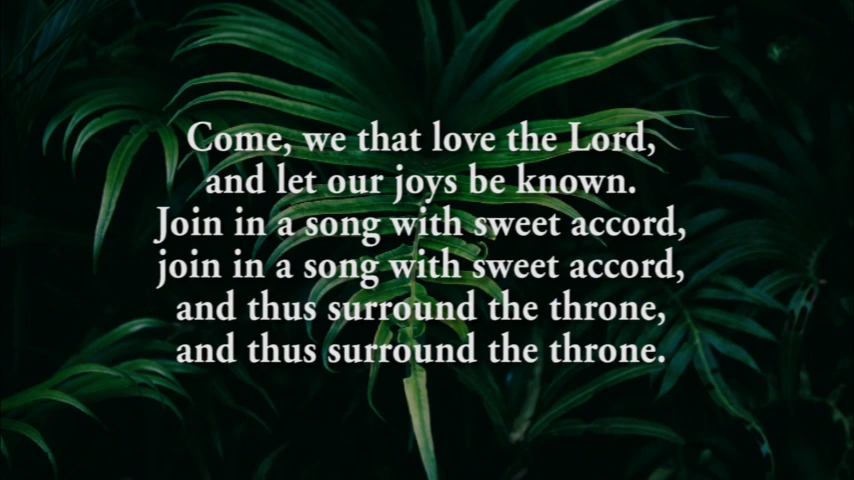 Come, we that love the Lord,
and let our joys be known.
Join in a song with sweet accord,
join in a song with sweet accord,
and thus surround the throne,
and thus surround the throne.